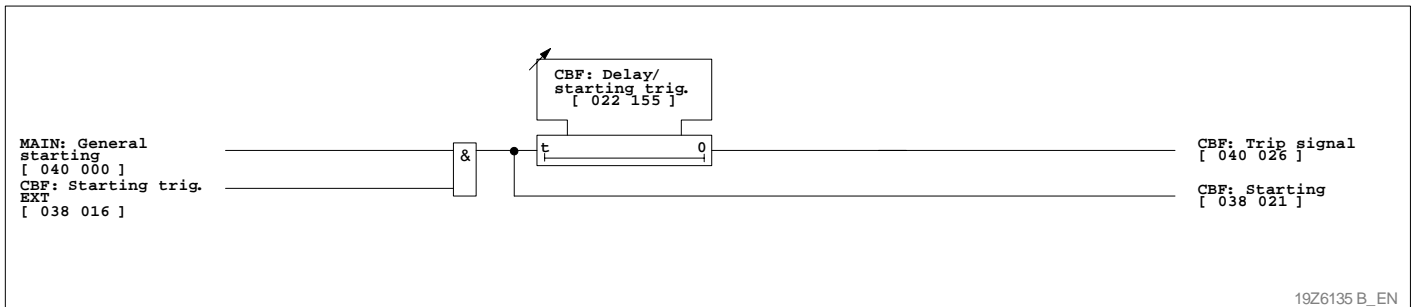 CBF: Delay/
starting trig.
[ 022 155 ]
MAIN: General
starting
[ 040 000 ]
CBF: Starting trig.
EXT
[ 038 016 ]
&
t 0
CBF: Trip signal
[ 040 026 ]
CBF: Starting
[ 038 021 ]
19Z6135 B_EN